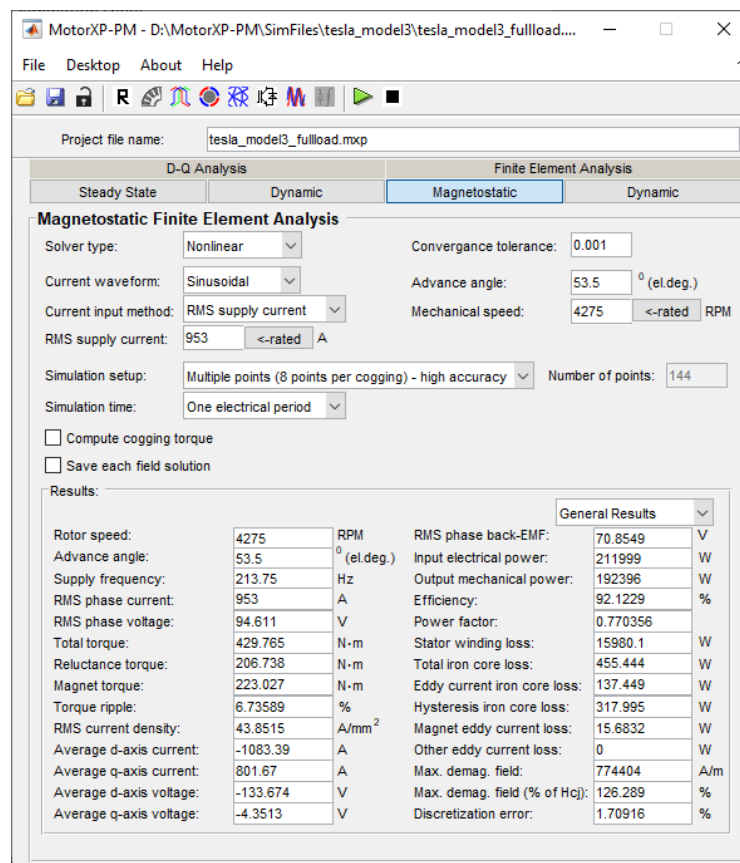 MotorXP-PM - D:\MotorXP-PM\SimFiles\tesla_model3\tesla_model3_fullload....
File Desktop About Help
R
Project file name: tesla_model3_fullload.mxp
D-Q Analysis Finite Element Analysis
Steady State Dynamic Magnetostatic Dynamic
Magnetostatic Finite Element Analysis
Solver type: Nonlinear Convergance tolerance: 0.001
Current waveform: Sinusoidal Advance angle: 53.5 0 (el.deg.)
Current input method: RMS supply current Mechanical speed: 4275 <-rated RPM
RMS supply current: 953 <-rated A
Simulation setup: Multiple points (8 points per cogging) - high accuracy Number of points: 144
Simulation time: One electrical period
Compute cogging torque
Save each field solution
Results:
General Results
Rotor speed: 4275 RPM RMS phase back-EMF: 70.8549 V
Advance angle: 53.5 0 (el.deg.) Input electrical power: 211999 W
Supply frequency: 213.75 Hz Output mechanical power: 192396 W
RMS phase current: 953 A Efficiency: 92.1229 %
RMS phase voltage: 94.611 V Power factor: 0.770356
Total torque: 429.765 N·m Stator winding loss: 15980.1 W
Reluctance torque: 206.738 N·m Total iron core loss: 455.444 W
Magnet torque: 223.027 N·m Eddy current iron core loss: 137.449 W
Torque ripple: 6.73589 % Hysteresis iron core loss: 317.995 W
RMS current density: 43.8515 A/mm2 Magnet eddy current loss: 15.6832 W
Average d-axis current: -1083.39 A Other eddy current loss: 0 W
Average q-axis current: 801.67 A Max. demag. field: 774404 A/m
Average d-axis voltage: -133.674 V Max. demag. field (% of Hcj): 126.289 %
Average q-axis voltage: -4.3513 V Discretization error: 1.70916 %